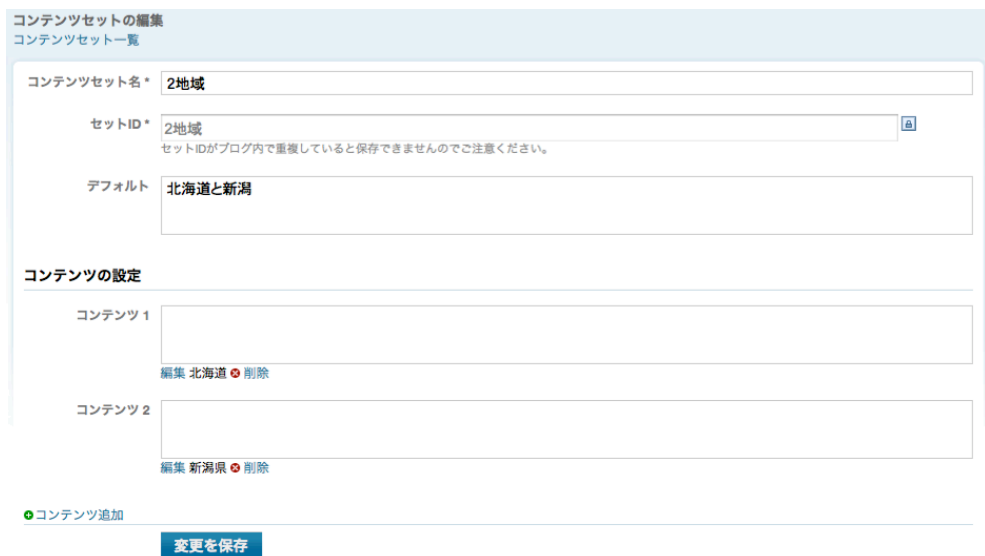 コンテンツセットの編集
コンテンツセット一覧
コンテンツセット名 * 2地域
セットID * 2地域
セットIDがブログ内で重複していると保存できませんのでご注意ください。
デフォルト 北海道と新潟
コンテンツの設定
コンテンツ 1
編集 北海道 削除
コンテンツ 2
編集 新潟県 削除
コンテンツ追加
変更を保存